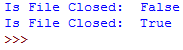 Is File Closed:  False
Is File Closed:  True
>>>